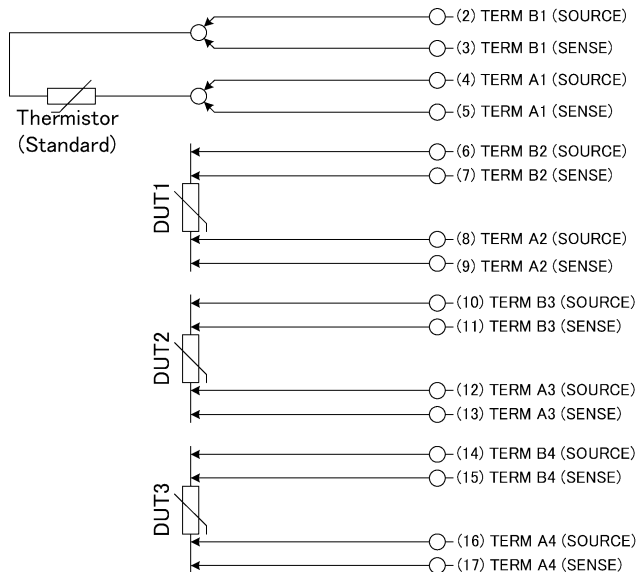 (2) TERM B1 (SOURCE)
(3) TERM B1 (SENSE)
(4) TERM A1 (SOURCE)
(5) TERM A1 (SENSE)
Thermistor
(Standard)
(6) TERM B2 (SOURCE)
(7) TERM B2 (SENSE)
DUT1
(8) TERM A2 (SOURCE)
(9) TERM A2 (SENSE)
(10) TERM B3 (SOURCE)
(11) TERM B3 (SENSE)
DUT2
(12) TERM A3 (SOURCE)
(13) TERM A3 (SENSE)
(14) TERM B4 (SOURCE)
(15) TERM B4 (SENSE)
DUT3
(16) TERM A4 (SOURCE)
(17) TERM A4 (SENSE)